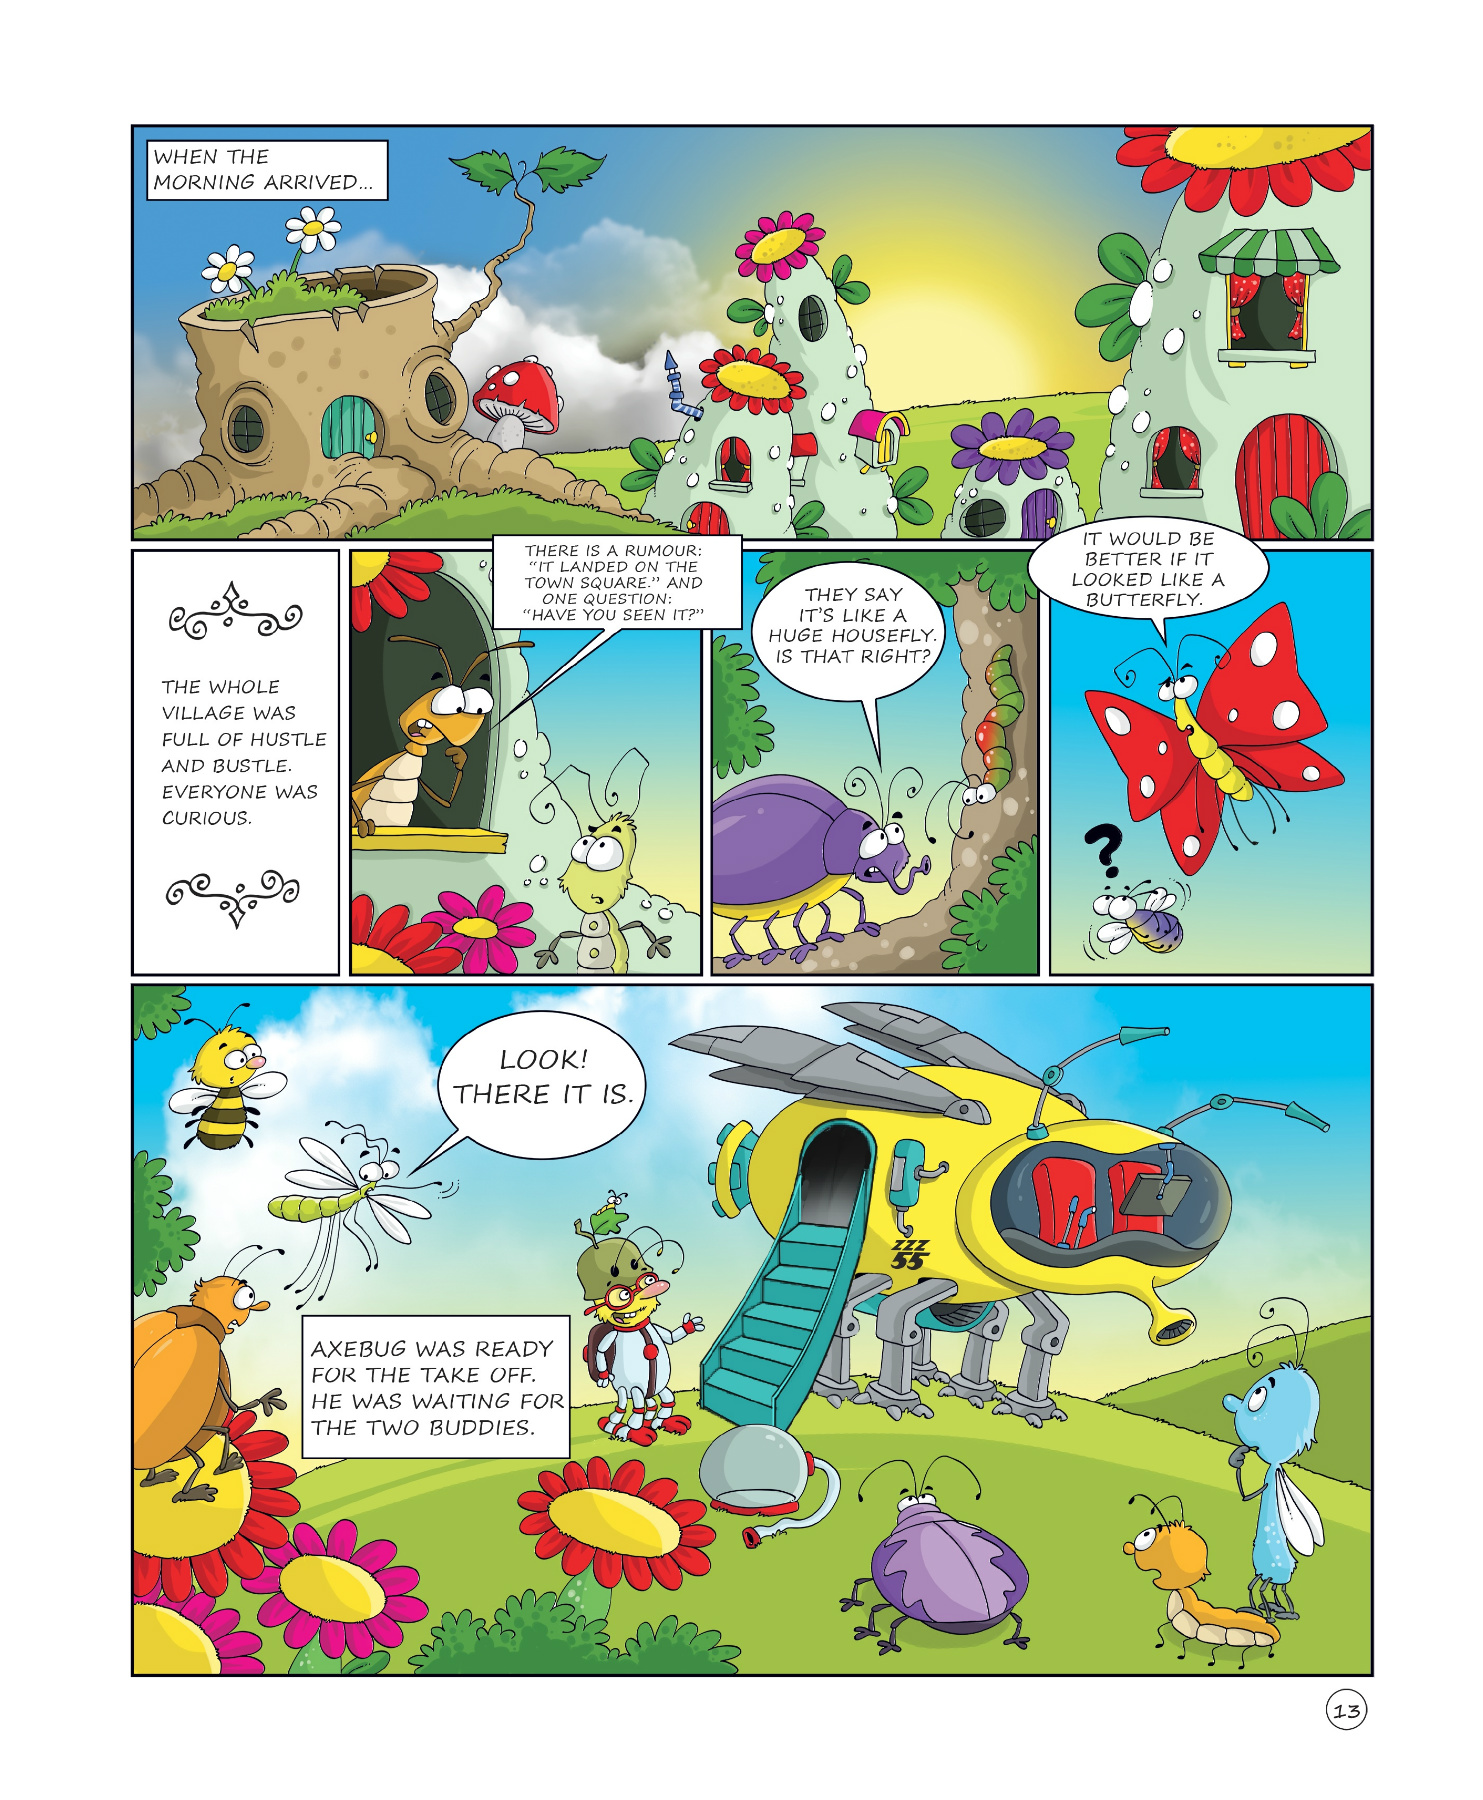 WHEN THE
MORNING ARRIVED...
THE WHOLE
VILLAGE WAS
FULL OF HUSTLE
AND BUSTLE.
EVERYONE WAS
CURIOUS.
THERE IS A RUMOUR:
“IT LANDED ON THE
TOWN SQUARE.” AND
ONE QUESTION:
“HAVE YOU SEEN IT?”
THEY SAY
IT'S LIKE A
HUGE HOUSEFLY.
IS THAT RIGHT?
IT WOULD BE
BETTER IF IT
LOOKED LIKE A
BUTTERFLY.
?
LOOK!
THERE IT IS.
ZZZ
55
AXEBUG WAS READY
FOR THE TAKE OFF.
HE WAS WAITING FOR
THE TWO BUDDIES.
13